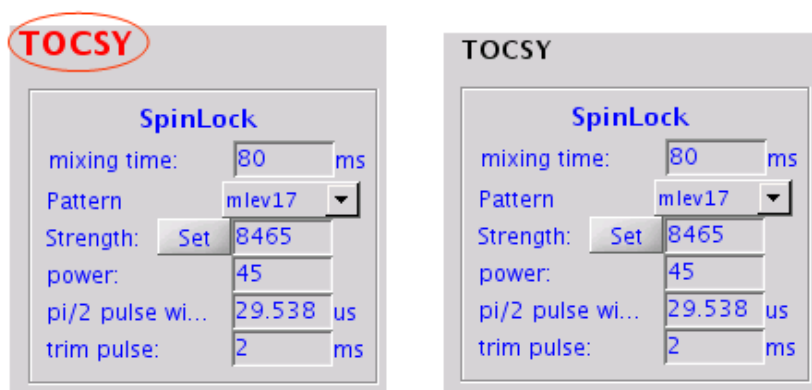 TOCSY
SpinLock
mixing time: 80 ms
Pattern mlev17
Strength: Set 8465
power: 45
pi/2 pulse wi... 29.538 us
trim pulse: 2 ms
TOCSY
SpinLock
mixing time: 80 ms
Pattern mlev17
Strength: Set 8465
power: 45
pi/2 pulse wi... 29.538 us
trim pulse: 2 ms